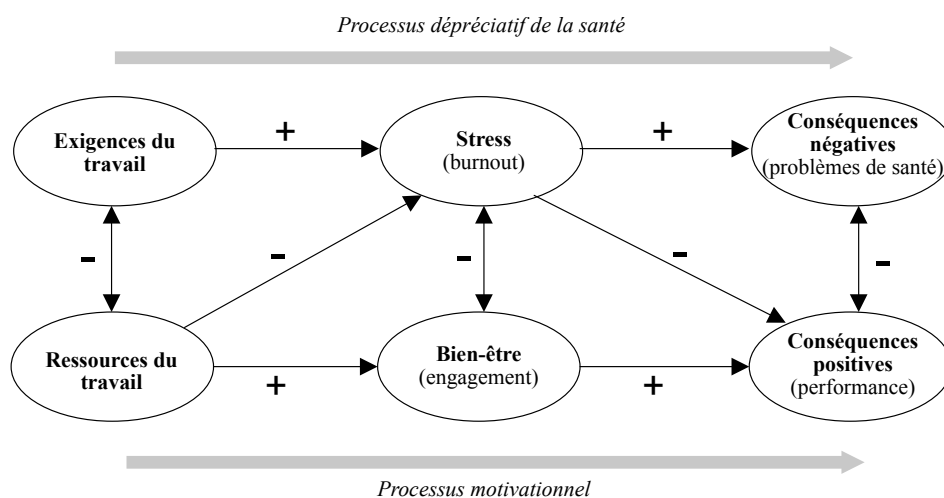 Processus dépréciatif de la santé
Exigences du
travail
+
Stress
(burnout)
+
Conséquences
négatives
(problèmes de santé)
-
-
-
-
-
Ressources du
travail
+
Bien-être
(engagement)
+
Conséquences
positives
(performance)
Processus motivationnel